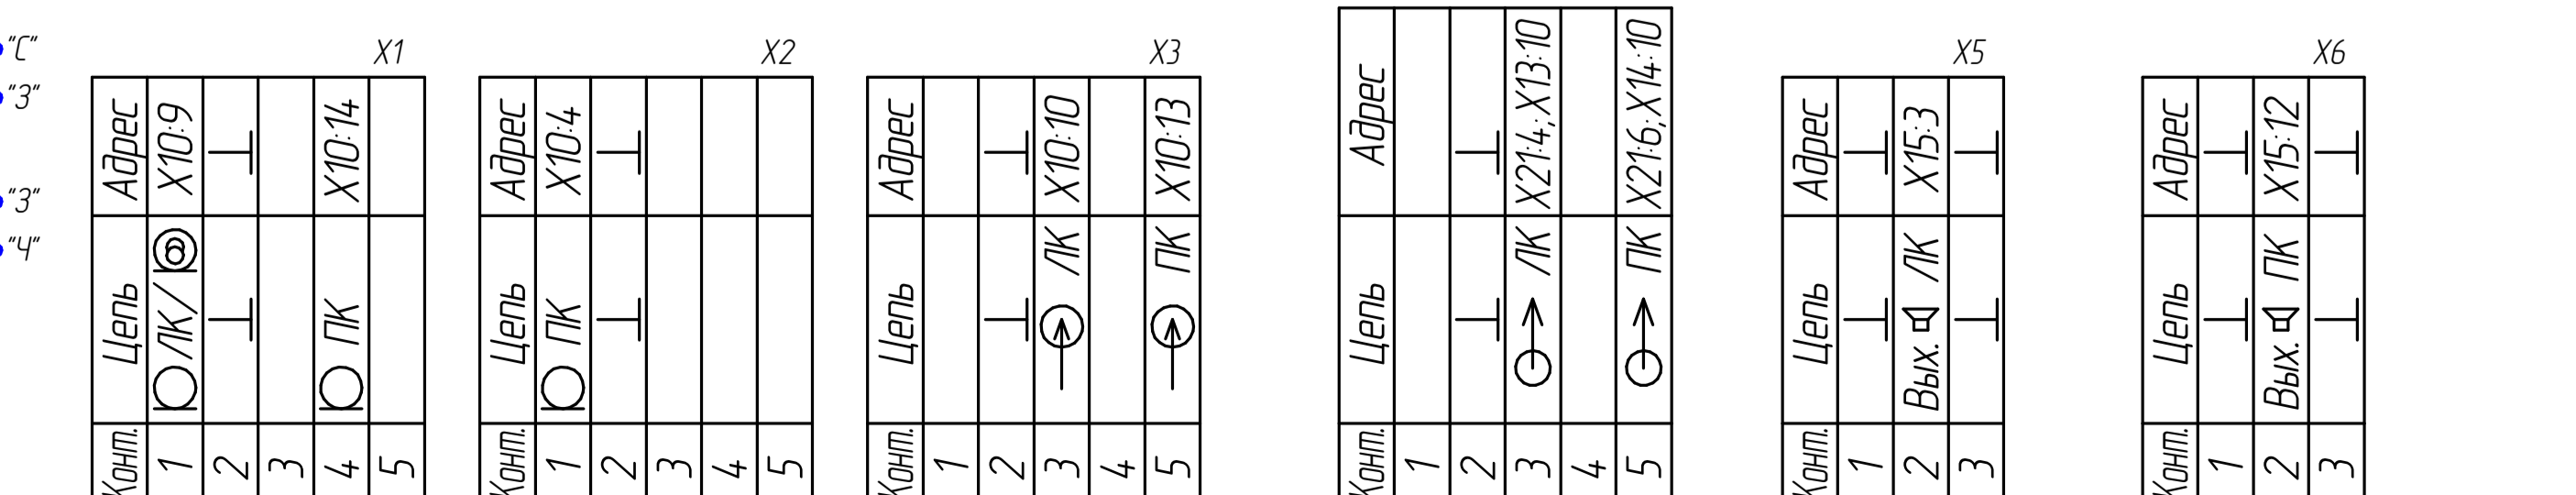 "С"
"3"
"3"
"4"
X1
Адрес X10:9 X10:14
Цепь ЛК/ ПК
Конт. 1 2 3 4 5
X2
Адрес X10:4
Цепь ПК
Конт. 1 2 3 4 5
X3
Адрес X10:10 X10:13
Цепь ЛК ПК
Конт. 1 2 3 4 5
Адрес X21:4; X13:10 X21:6; X14:10
Цепь ЛК ПК
Конт. 1 2 3 4 5
X5
Адрес X15:3
Цепь Вых. ЛК
Конт. 1 2 3
X6
Адрес X15:12
Цепь Вых. ПК
Конт. 1 2 3